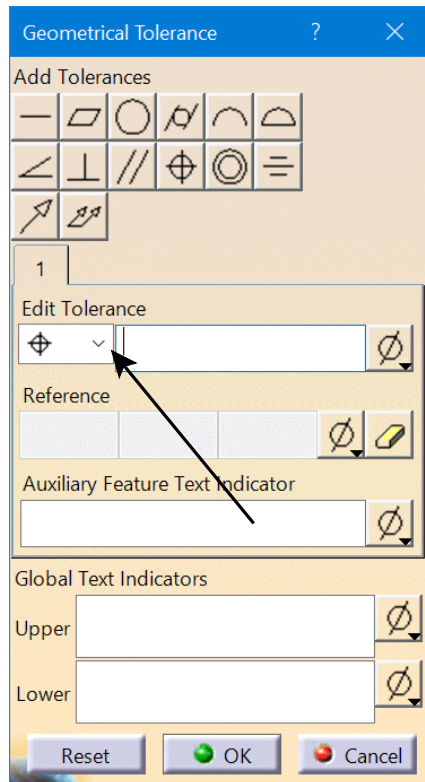 Geometrical Tolerance ?
Add Tolerances
1
Edit Tolerance
Reference
Auxiliary Feature Text Indicator
Global Text Indicators
Upper
Lower
Reset OK Cancel